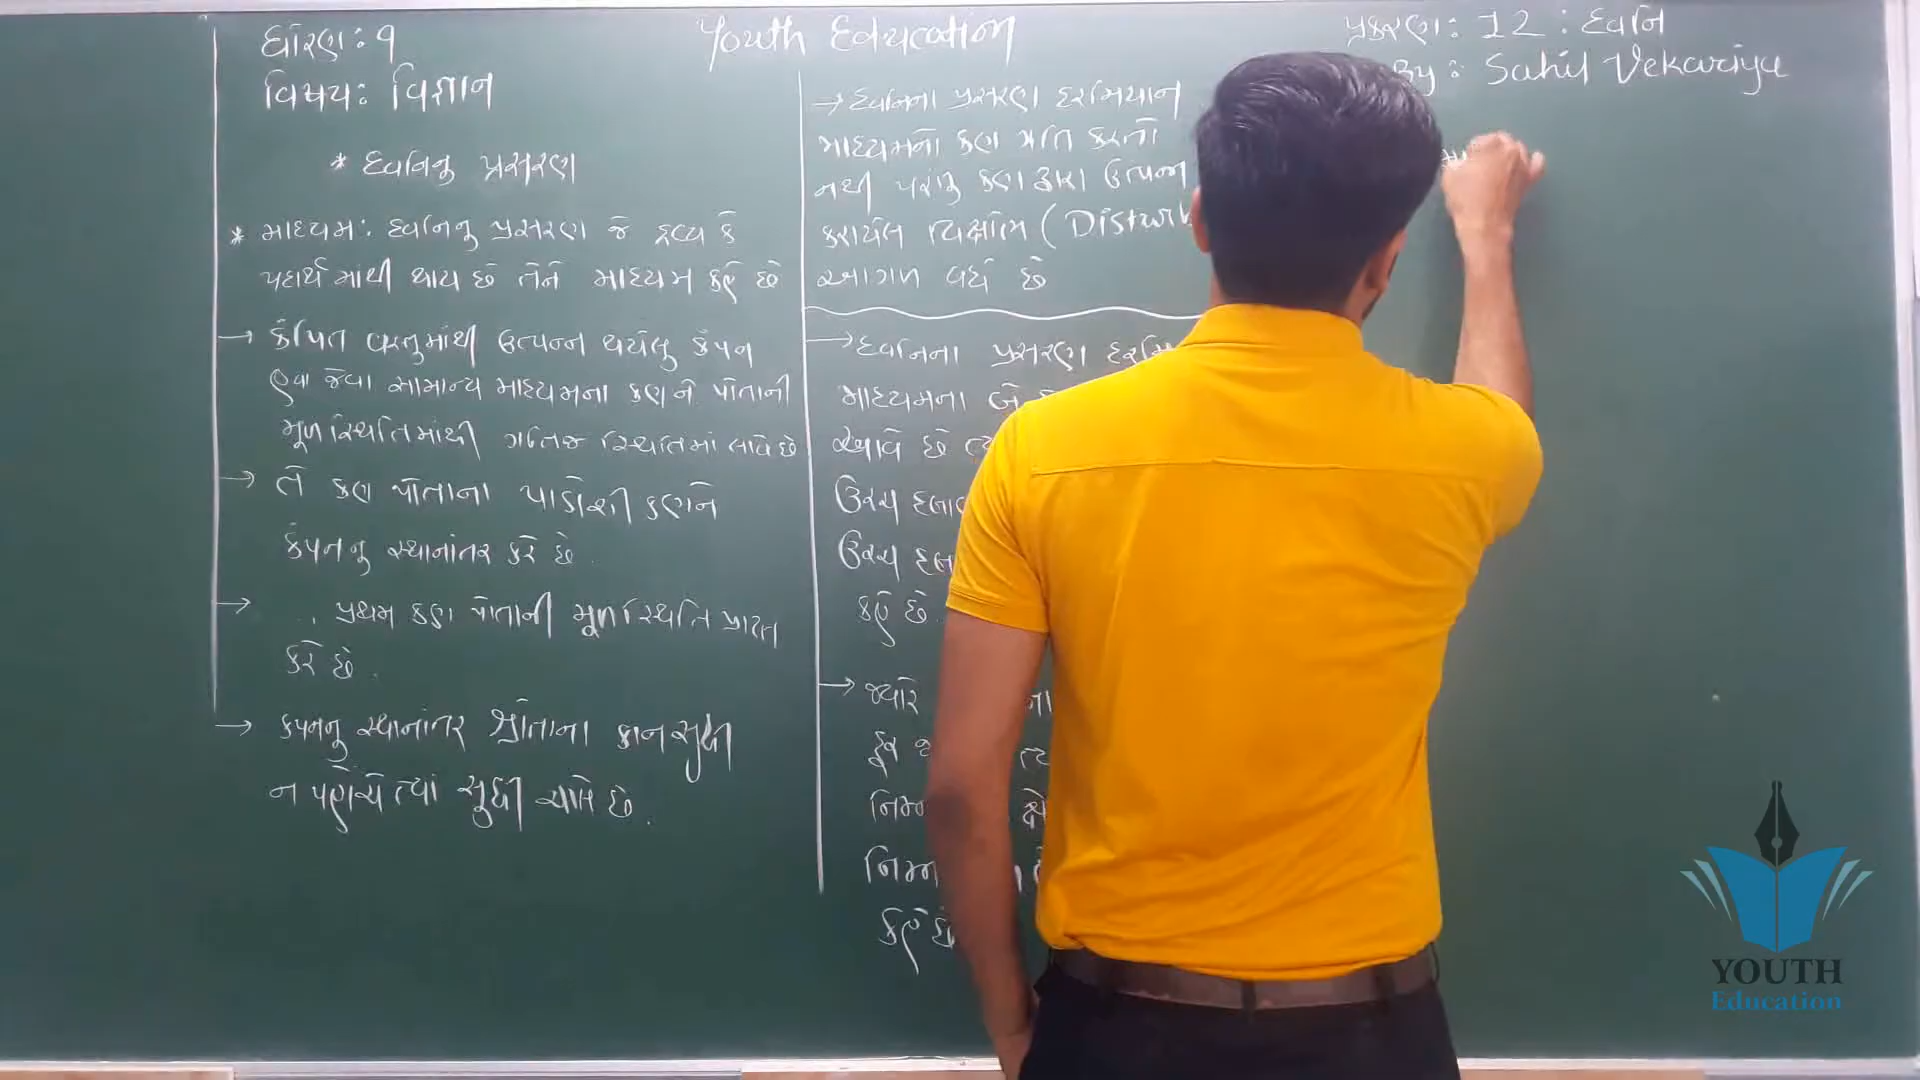 ધોરણ: ૧
વિષય: વિજ્ઞાન
Youth Education
પ્રકરણ: 12 : ધ્વનિ
By: Sahil Vekariya
* ધ્વનિનુ પ્રસરણ
* માધ્યમ: ધ્વનિનુ પ્રસરણ જે દ્રવ્ય કે
પદાર્થમાંથી થાય છે તેને માધ્યમ કહે છે
→ કંપિત વસ્તુમાંથી ઉત્પન્ન થયેલુ કંપન
હવા જેવા સામાન્ય માધ્યમના કણને પોતાની
મૂળ સ્થિતિમાંથી ગતિજ સ્થિતિમાં લાવે છે
→ તે કણ પોતાના પાડોશી કણને
કંપનનુ સ્થાનાંતર કરે છે.
→ .. પ્રથમ કણ પોતાની મૂળ સ્થિતિ પ્રાપ્ત
કરે છે.
→ કંપનનુ સ્થાનાંતર શ્રોતાના કાન સુધી
ન પહોંચે ત્યાં સુધી ચાલે છે.
→ ધ્વનિના પ્રસરણ દરમિયાન
માધ્યમનો કણ ગતિ કરતો
નથી પરંતુ કણ દ્વારા ઉત્પન્ન
કરાયેલ વિક્ષોભ (Disturb
આગળ વધે છે
→ ધ્વનિના પ્રસરણ દરમિ
માધ્યમના બે
આવે છે
ઉચ્ચ
ઉચ્ચ
કહે છે.
→ જ્યારે
દૂર
નિમ્ન
નિમ્ન
કહે છે
YOUTH
Education